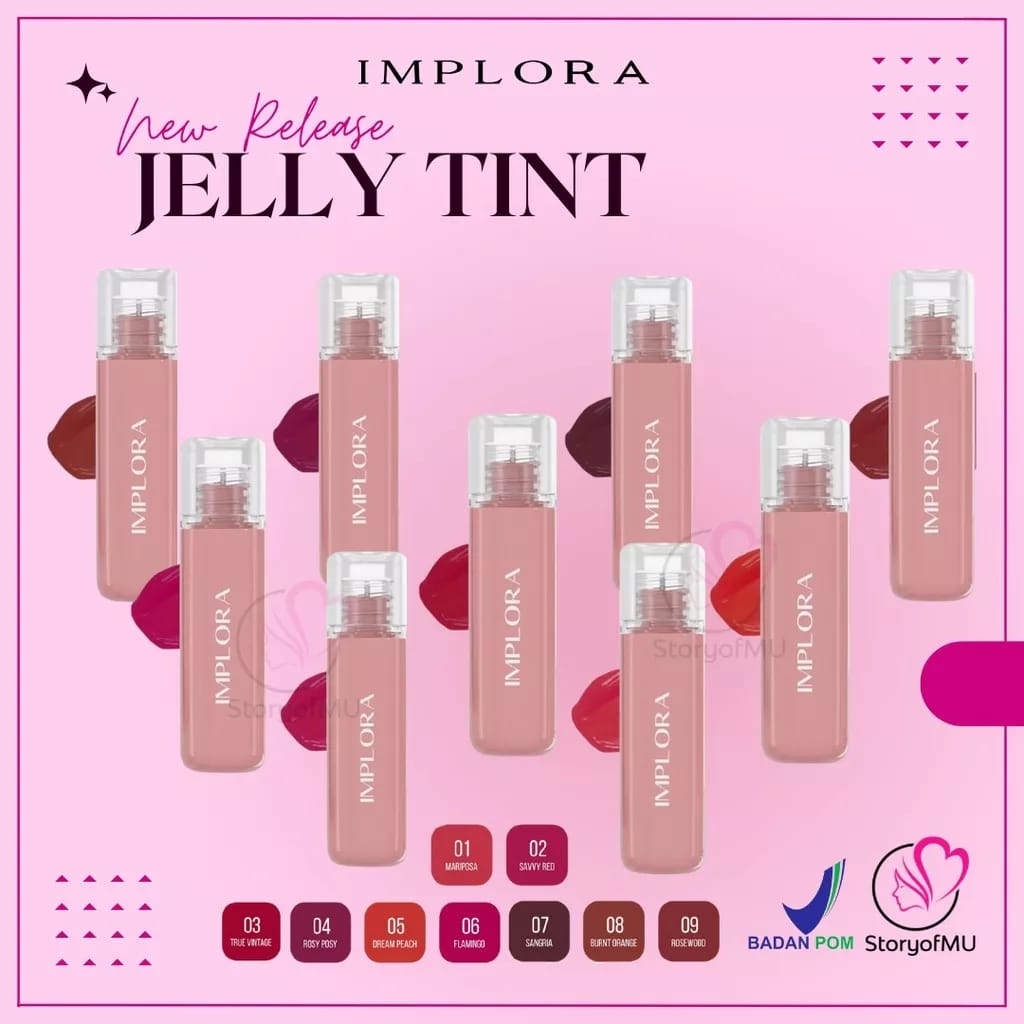 IMPLORA
New Release
JELLY TINT
IMPLORA
IMPLORA
IMPLORA
IMPLORA
IMPLORA
IMPLORA
IMPLORA
IMPLORA
IMPLORA
StoryofMU
StoryofMU
01
MARIPOSA
02
SAVVY RED
03
TRUE VINTAGE
04
ROSY POSY
05
DREAM PEACH
06
FLAMINGO
07
SANGRIA
08
BURNT ORANGE
09
ROSEWOOD
BADAN POM
StoryofMU